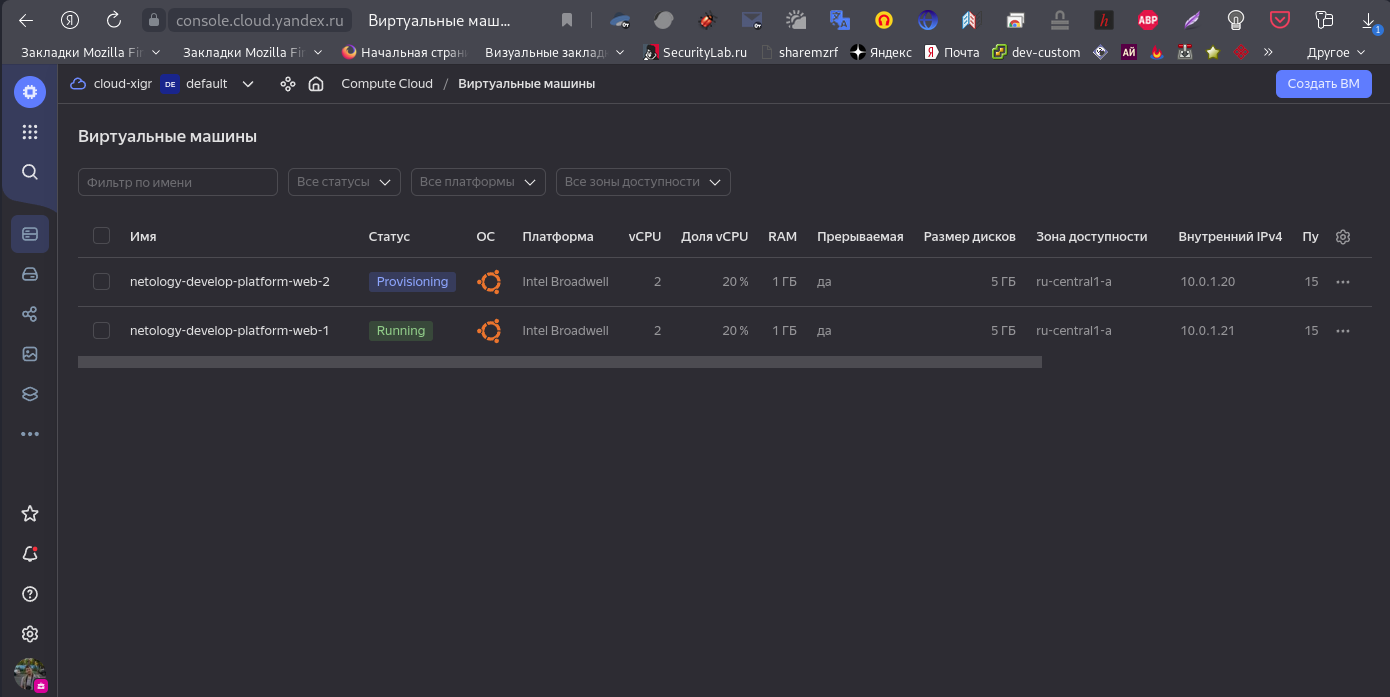 Я console.cloud.yandex.ru Виртуальные маш... ABP 1
Закладки Mozilla Fir Закладки Mozilla Fir Начальная стран Визуальные заклад SecurityLab.ru sharemzrf Яндекс Я Почта dev-custom АЙ » Другое
cloud-xigr DE default Compute Cloud / Виртуальные машины Создать ВМ
Виртуальные машины
Фильтр по имени Все статусы Все платформы Все зоны доступности
Имя Статус ОС Платформа vCPU Доля vCPU RAM Прерываемая Размер дисков Зона доступности Внутренний IPv4 Пу
netology-develop-platform-web-2 Provisioning Intel Broadwell 2 20 % 1 ГБ да 5 ГБ ru-central1-a 10.0.1.20 15
netology-develop-platform-web-1 Running Intel Broadwell 2 20 % 1 ГБ да 5 ГБ ru-central1-a 10.0.1.21 15